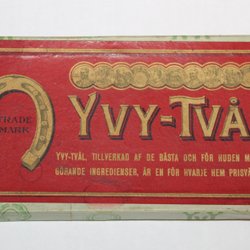 TRADE
MARK
YVY-TVÅL
YVY-TVÅL, TILLVERKAD AF DE BÄSTA OCH FÖR HUDEN M
GÖRANDE INGREDIENSER, ÄR EN FÖR HVARJE HEM PRISVÄ